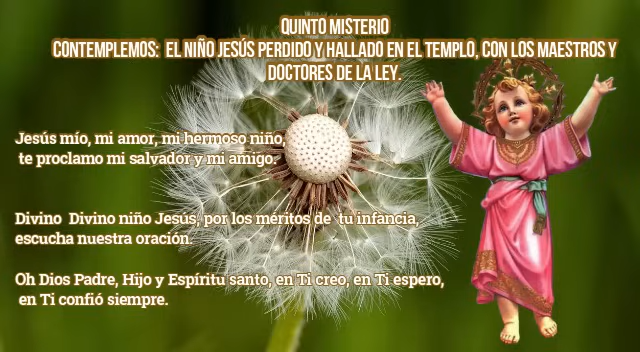 QUINTO MISTERIO
CONTEMPLEMOS: EL NIÑO JESÚS PERDIDO Y HALLADO EN EL TEMPLO, CON LOS MAESTROS Y
DOCTORES DE LA LEY.
Jesús mío, mi amor, mi hermoso niño,
te proclamo mi salvador y mi amigo.
Divino Divino niño Jesús, por los méritos de tu infancia,
escucha nuestra oración.
Oh Dios Padre, Hijo y Espíritu santo, en Ti creo, en Ti espero,
en Ti confió siempre.